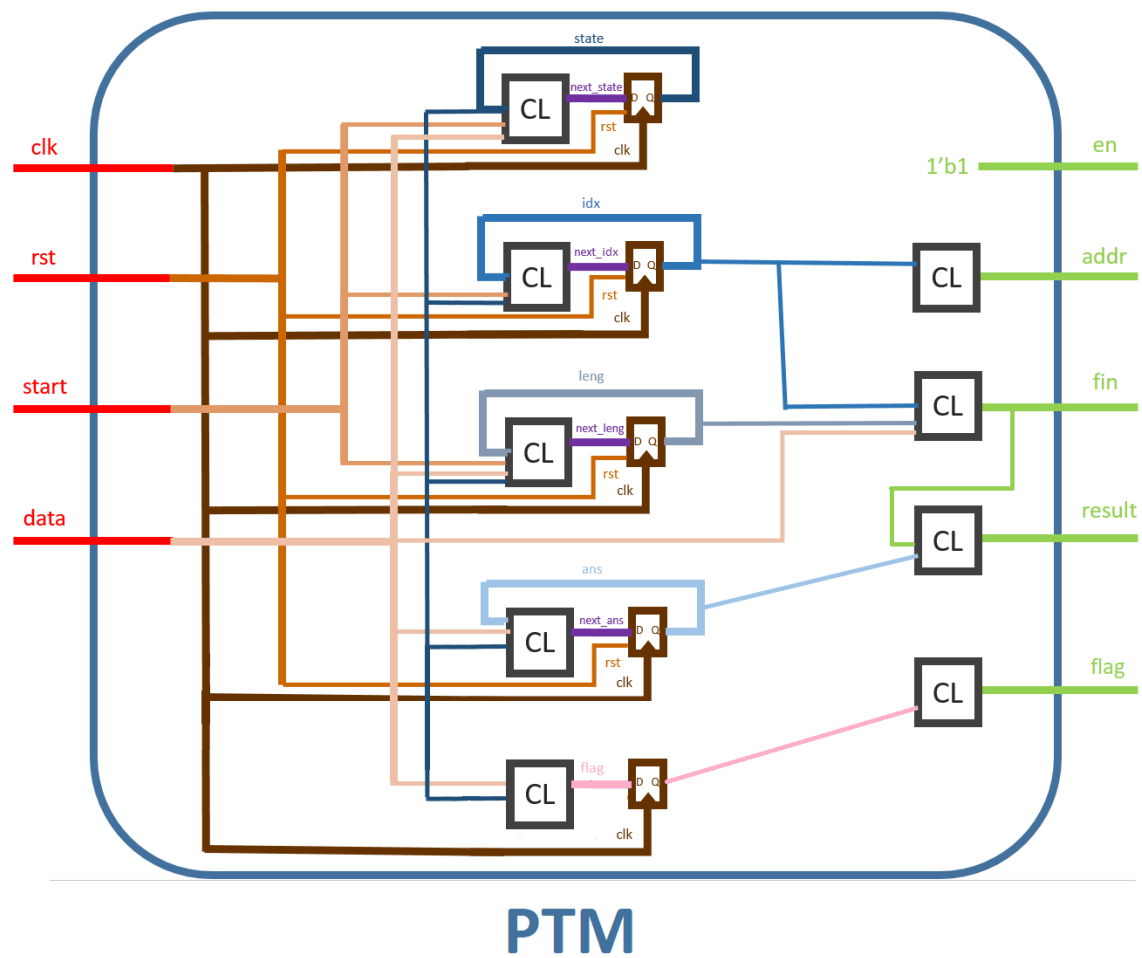 state
CL
next_state
D Q
rst
clk
clk
en
1'b1
idx
CL
next_idx
D Q
rst
clk
rst
CL
addr
leng
CL
next_leng
D Q
rst
clk
start
CL
fin
data
CL
result
ans
CL
next_ans
D Q
rst
clk
CL
flag
CL
flag
D Q
clk
PTM